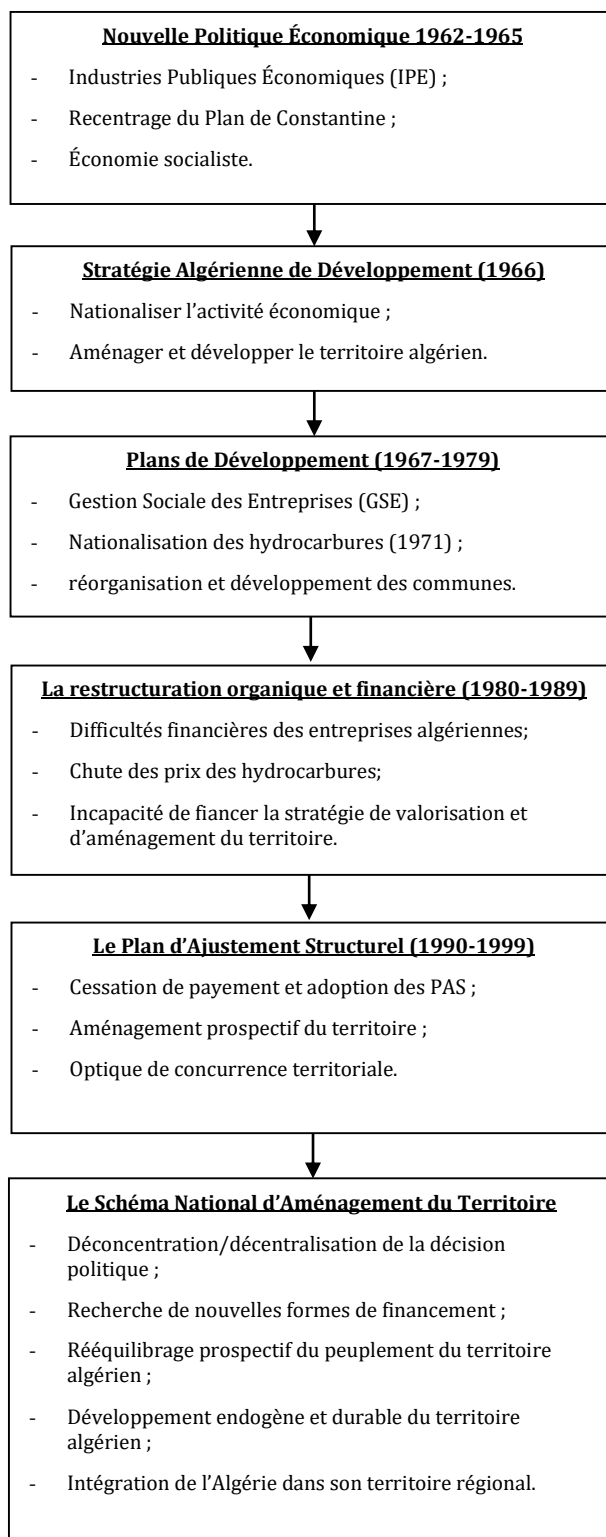 Nouvelle Politique Économique 1962-1965
- Industries Publiques Économiques (IPE) ;
- Recentrage du Plan de Constantine ;
- Économie socialiste.
Stratégie Algérienne de Développement (1966)
- Nationaliser l’activité économique ;
- Aménager et développer le territoire algérien.
Plans de Développement (1967-1979)
- Gestion Sociale des Entreprises (GSE) ;
- Nationalisation des hydrocarbures (1971) ;
- réorganisation et développement des communes.
La restructuration organique et financière (1980-1989)
- Difficultés financières des entreprises algériennes;
- Chute des prix des hydrocarbures;
- Incapacité de fiancer la stratégie de valorisation et
d’aménagement du territoire.
Le Plan d’Ajustement Structurel (1990-1999)
- Cessation de payement et adoption des PAS ;
- Aménagement prospectif du territoire ;
- Optique de concurrence territoriale.
Le Schéma National d’Aménagement du Territoire
- Déconcentration/décentralisation de la décision
politique ;
- Recherche de nouvelles formes de financement ;
- Rééquilibrage prospectif du peuplement du territoire
algérien ;
- Développement endogène et durable du territoire
algérien ;
- Intégration de l’Algérie dans son territoire régional.